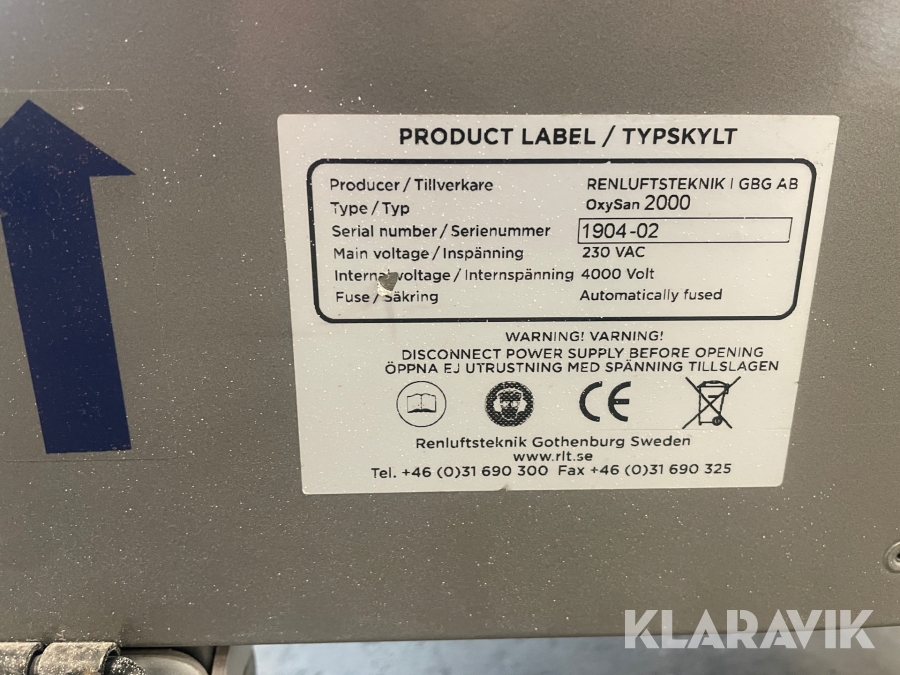 PRODUCT LABEL / TYPSKYLT
Producer / Tillverkare RENLUFTSTEKNIK I GBG AB
Type / Typ OxySan 2000
Serial number / Serienummer 1904-02
Main voltage / Inspänning 230 VAC
Internal voltage / Internspänning 4000 Volt
Fuse / Säkring Automatically fused
WARNING! VARNING!
DISCONNECT POWER SUPPLY BEFORE OPENING
ÖPPNA EJ UTRUSTNING MED SPÄNNING TILLSLAGEN
CE
Renluftsteknik Gothenburg Sweden
www.rlt.se
Tel. +46 (0)31 690 300 Fax +46 (0)31 690 325
KLARAVIK